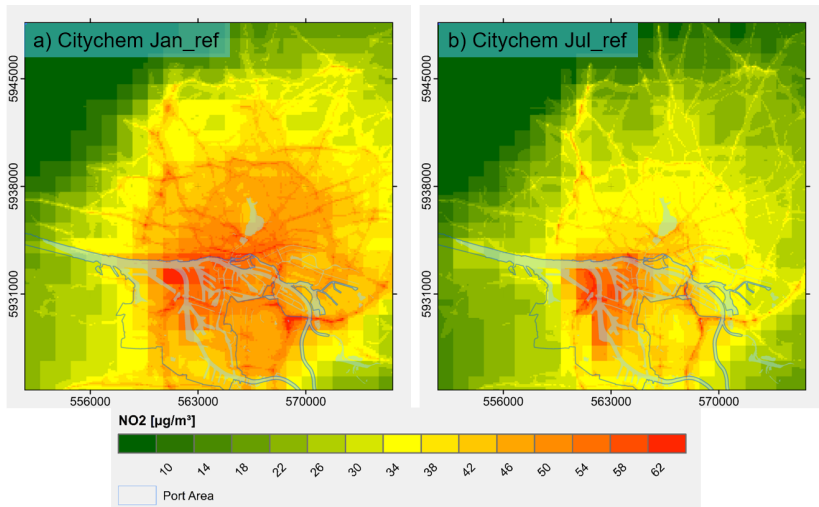 a) Citychem Jan_ref
b) Citychem Jul_ref
5945000
5938000
5931000
556000
563000
570000
5945000
5938000
5931000
556000
563000
570000
NO2 [µg/m³]
10 14 18 22 26 30 34 38 42 46 50 54 58 62
Port Area